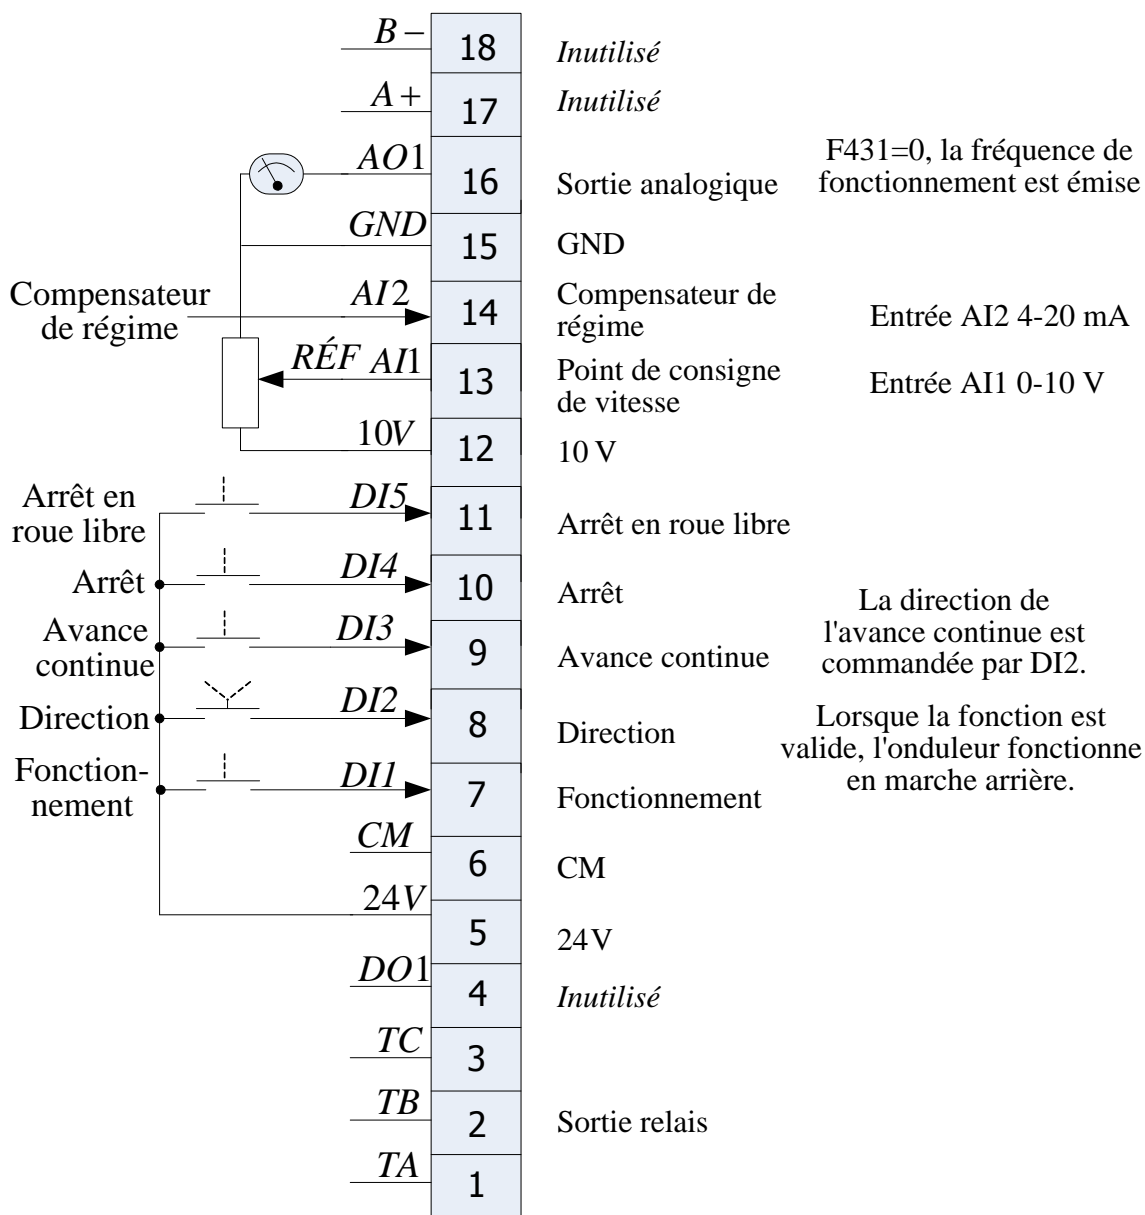 B − 18 Inutilisé
A + 17 Inutilisé
AO1 16 Sortie analogique
F431=0, la fréquence de
fonctionnement est émise
GND 15 GND
Compensateur
de régime
AI2 14
Compensateur de
régime
Entrée AI2 4-20 mA
RÉF AI1 13
Point de consigne
de vitesse
Entrée AI1 0-10 V
10V 12 10 V
Arrêt en
roue libre
DI5 11 Arrêt en roue libre
Arrêt DI4 10 Arrêt
Avance
continue
DI3 9 Avance continue
La direction de
l'avance continue est
commandée par DI2.
Direction DI2 8 Direction
Lorsque la fonction est
valide, l'onduleur fonctionne
en marche arrière.
Fonction-
nement
DI1 7 Fonctionnement
CM 6 CM
24V 5 24V
DO1 4 Inutilisé
TC 3
TB 2 Sortie relais
TA 1